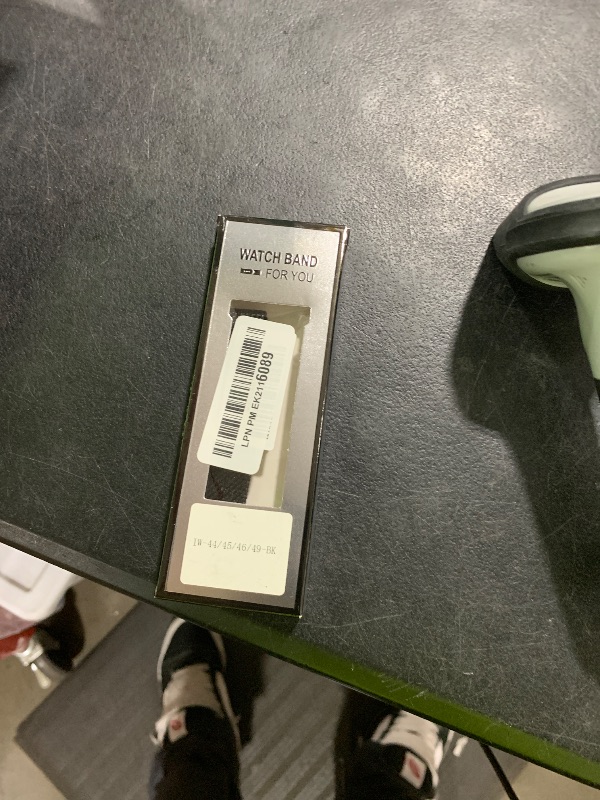 WATCH BAND
FOR YOU
LPN PM EK2116089
IW-44/45/46/49-BK